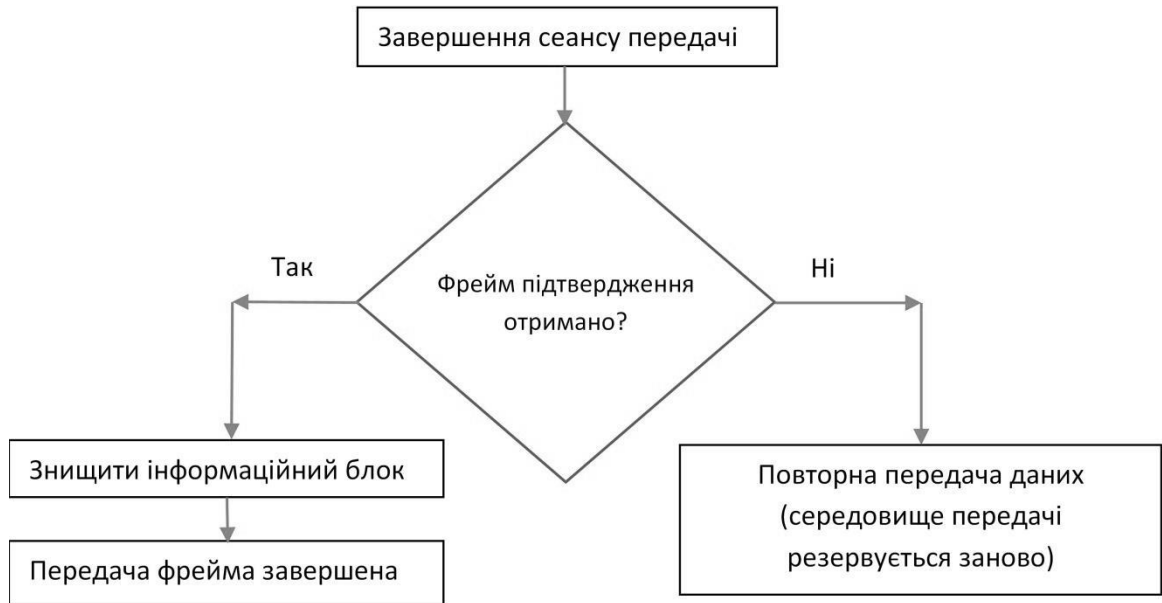 Завершення сеансу передачі
Так
Ні
Фрейм підтвердження
отримано?
Знищити інформаційний блок
Передача фрейма завершена
Повторна передача даних
(середовище передачі
резервується заново)